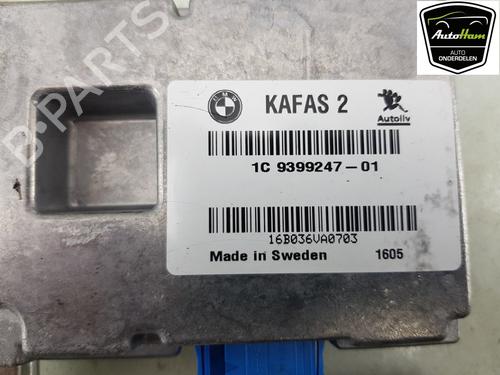 AutoHam
AUTO
ONDERDELEN
B-PARTS
KAFAS 2
Autoliv
1C 9399247-01
16B036VA0703
Made in Sweden 1605